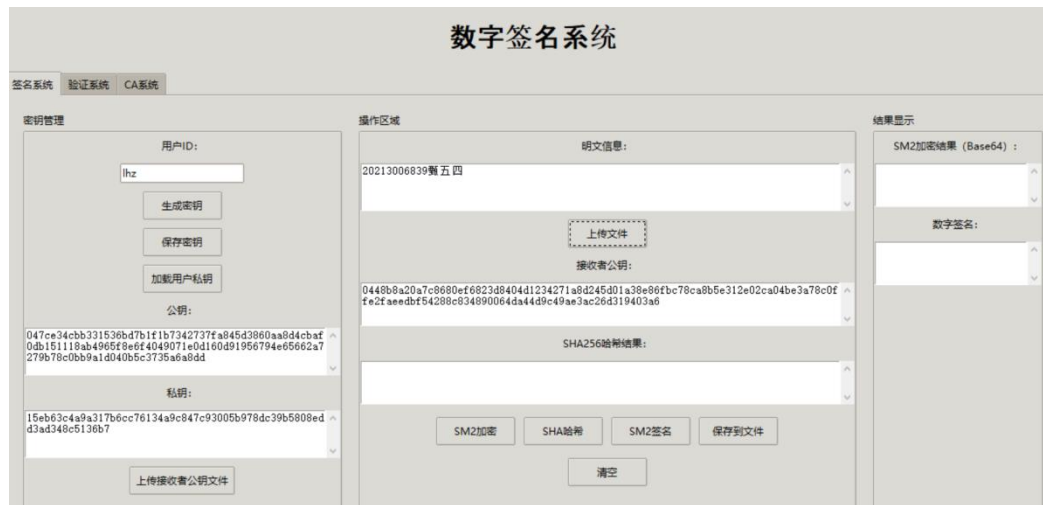 数字签名系统
签名系统 验证系统 CA系统
密钥管理
用户ID:
lhz
生成密钥
保存密钥
加载用户私钥
公钥:
047ce34cbb331536bd7b1f1b7342737fa845d3860aa8d4cbaf
0db151118ab4965f8e6f4049071e0d160d91956794e65662a7
279b78c0bb9a1d040b5c3735a6a8dd
私钥:
15eb63c4a9a317b6cc76134a9c847c93005b978dc39b5808ed
d3ad348c5136b7
上传接收者公钥文件
操作区域
明文信息:
20213006839甄五四
上传文件
接收者公钥:
0448b8a20a7c8680ef6823d8404d1234271a8d245d01a38e86fbc78ca8b5e312e02ca04be3a78c0f
fe2faeedbf54288c834890064da44d9c49ae3ac26d319403a6
SHA256哈希结果:
SM2加密 SHA哈希 SM2签名 保存到文件
清空
结果显示
SM2加密结果（Base64）:
数字签名: